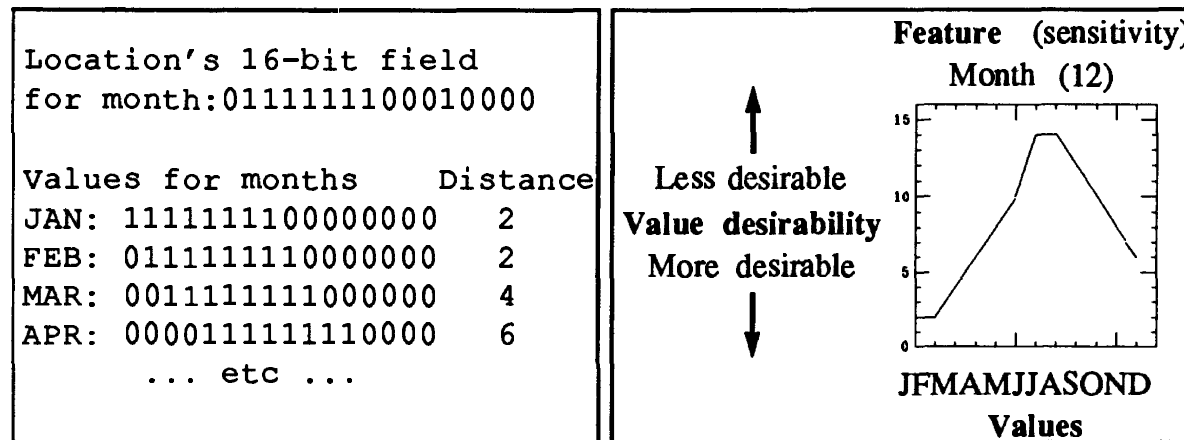 Location's 16-bit field
for month:0111111100010000
Values for months Distance
JAN: 1111111100000000 2
FEB: 0111111110000000 2
MAR: 0011111111000000 4
APR: 0000111111110000 6
... etc ...
Less desirable
Value desirability
More desirable
Feature (sensitivity)
Month (12)
15
10
5
0
JFMAMJJASOND
Values